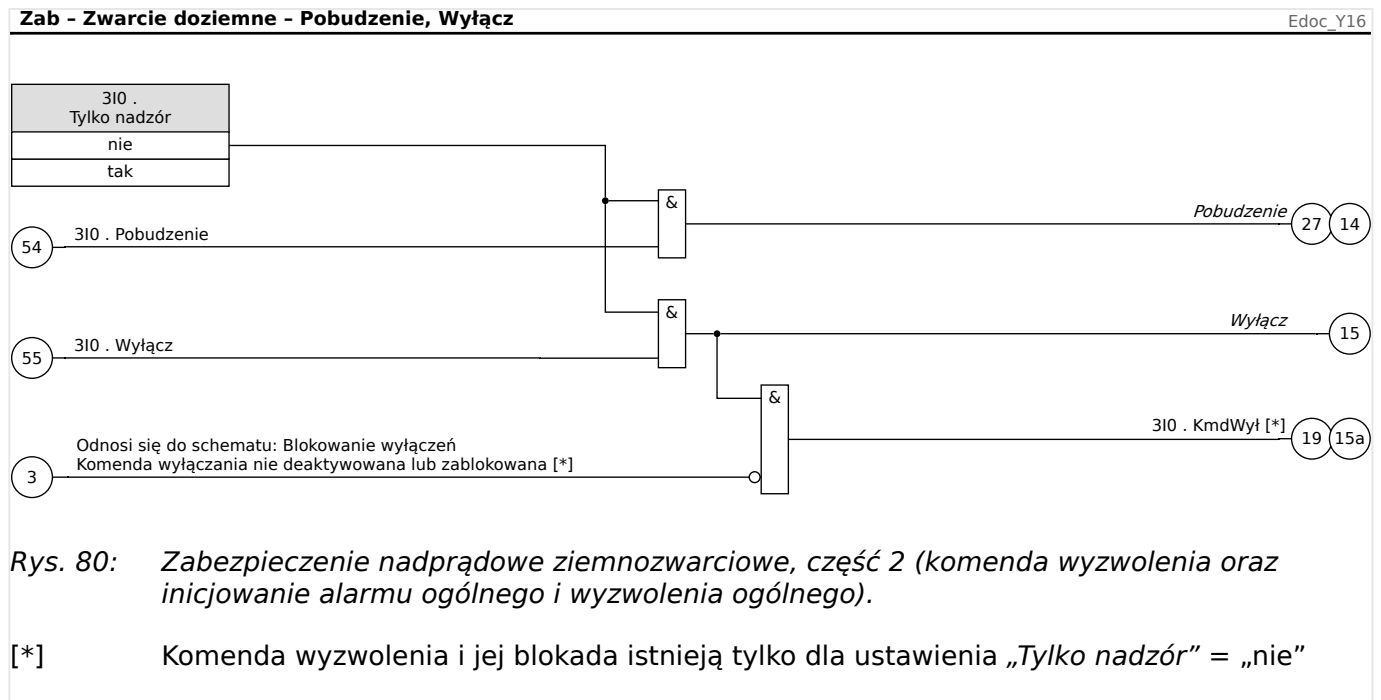 Zab – Zwarcie doziemne – Pobudzenie, Wyłącz
Edoc_Y16
3I0 .
Tylko nadzór
nie
tak
&
Pobudzenie
27
14
54
3I0 . Pobudzenie
&
Wyłącz
15
55
3I0 . Wyłącz
&
3I0 . KmdWył [*]
19
15a
Odnosi się do schematu: Blokowanie wyłączeń
Komenda wyłączania nie deaktywowana lub zablokowana [*]
3
Rys. 80: Zabezpieczenie nadprądowe ziemnozwarciowe, część 2 (komenda wyzwolenia oraz
inicjowanie alarmu ogólnego i wyzwolenia ogólnego).
[*] Komenda wyzwolenia i jej blokada istnieją tylko dla ustawienia „Tylko nadzór” = „nie”